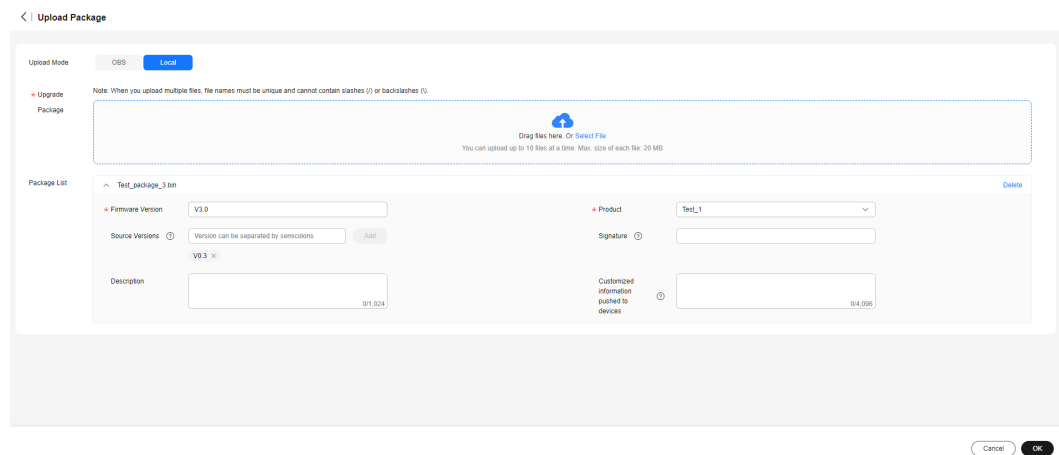 Upload Package
Upload Mode
OBS
Local
* Upgrade Package
Note: When you upload multiple files, file names must be unique and cannot contain slashes (/) or backslashes (\).
Drag files here. Or Select File
You can upload up to 10 files at a time. Max. size of each file: 20 MB
Package List
Test_package_3.bin
Delete
* Firmware Version
V3.0
* Product
Test_1
Source Versions
Version can be separated by semicolons
Add
V0.3 ×
Signature
Description
0/1,024
Customized
information
pushed to
devices
0/4,096
Cancel
OK